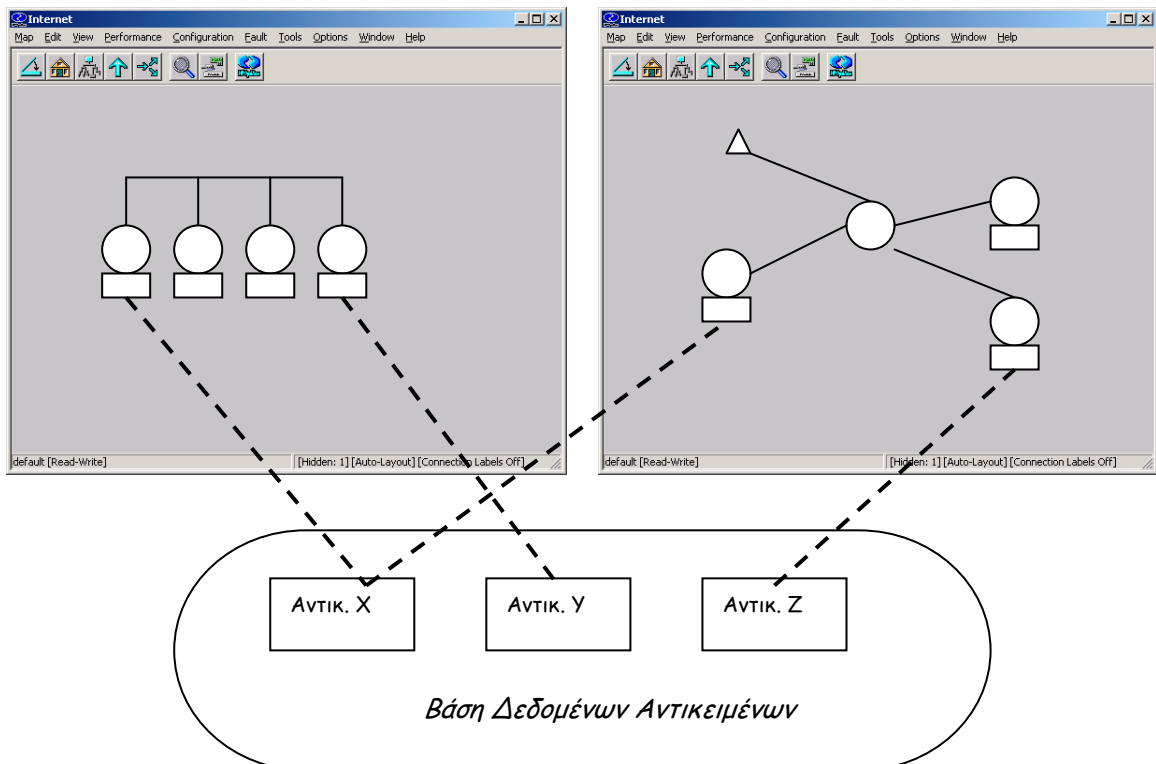 Internet
Map Edit View Performance Configuration Fault Tools Options Window Help
default [Read-Write] [Hidden: 1] [Auto-Layout] [Connection Labels Off]
Internet
Map Edit View Performance Configuration Fault Tools Options Window Help
default [Read-Write] [Hidden: 1] [Auto-Layout] [Connection Labels Off]
Αντικ. Χ
Αντικ. Υ
Αντικ. Ζ
Βάση Δεδομένων Αντικειμένων